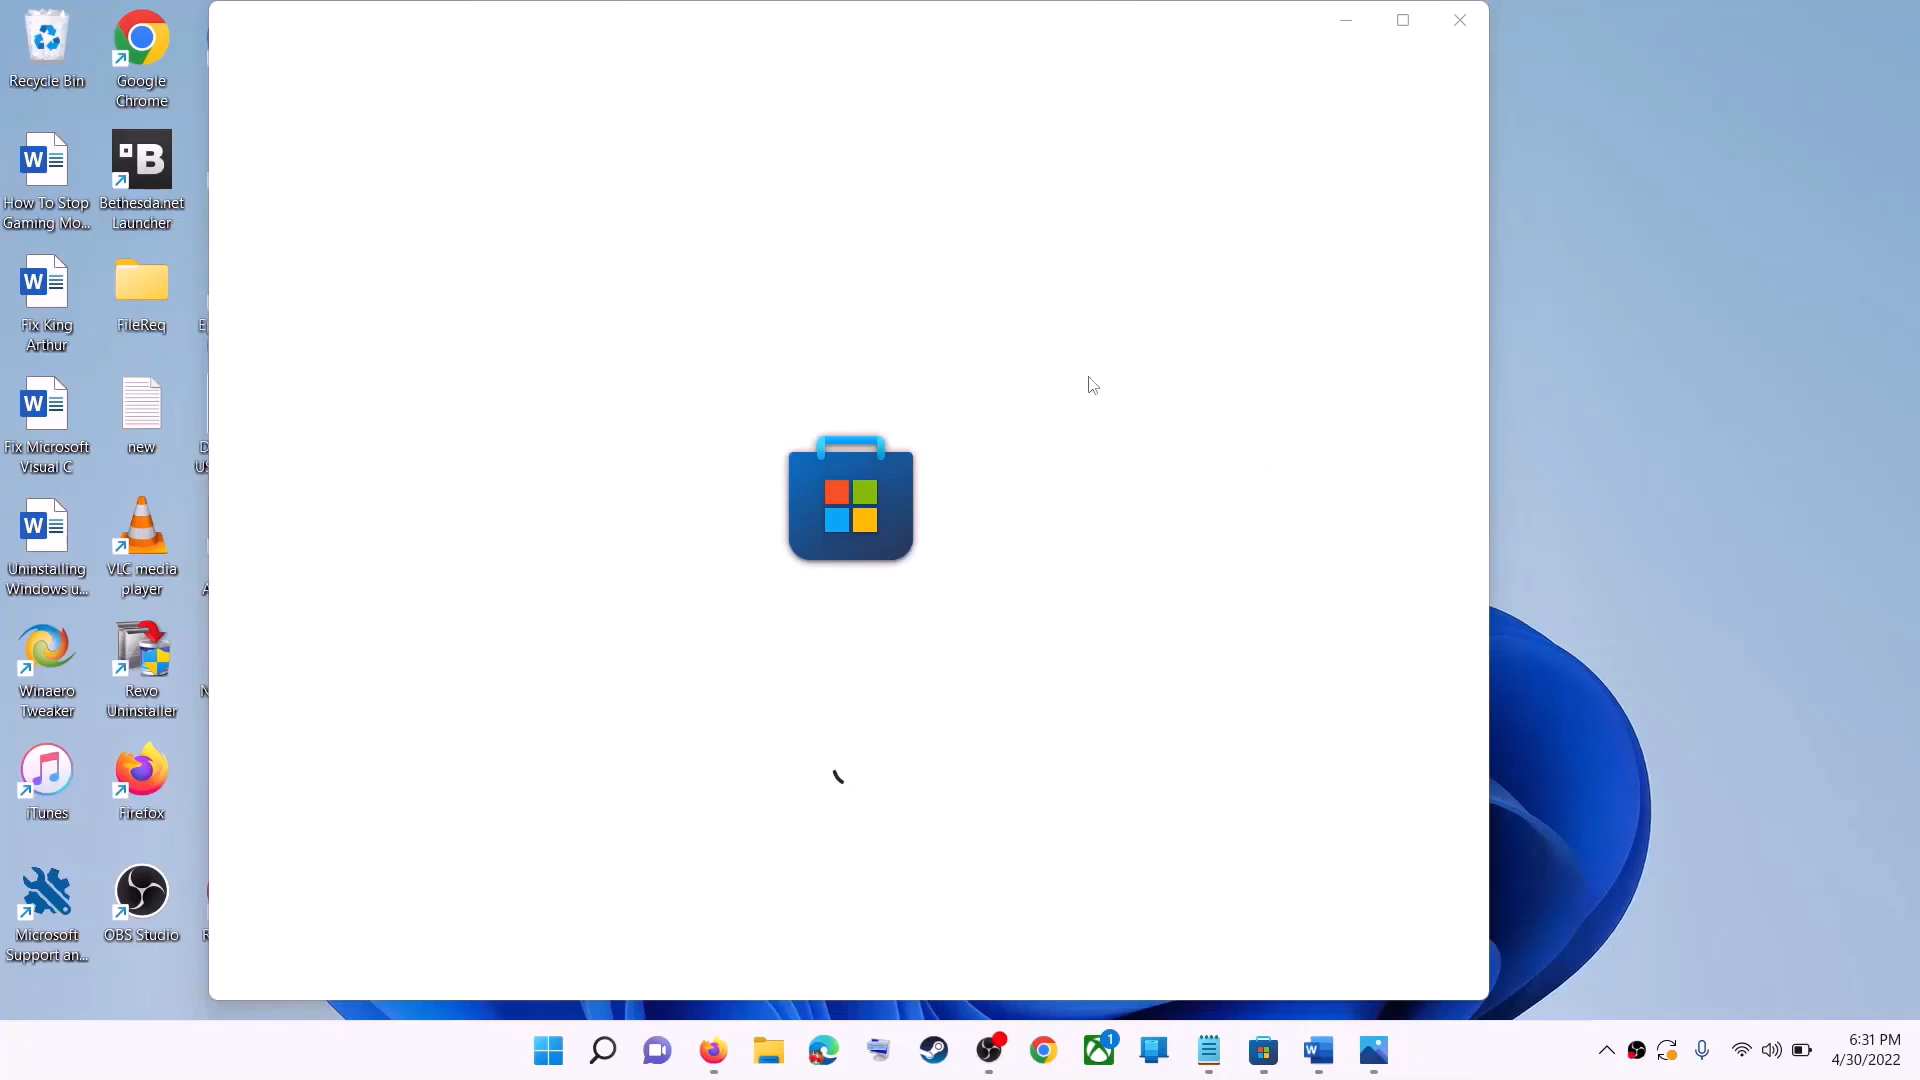 Recycle Bin
Google
Chrome
How To Stop
Gaming Mo...
Bethesda.net
Launcher
Fix King
Arthur
FileReq
Fix Microsoft
Visual C
new
Uninstalling
Windows u...
VLC media
player
Winaero
Tweaker
Revo
Uninstaller
iTunes
Firefox
Microsoft
Support an...
OBS Studio
1
6:31 PM
4/30/2022